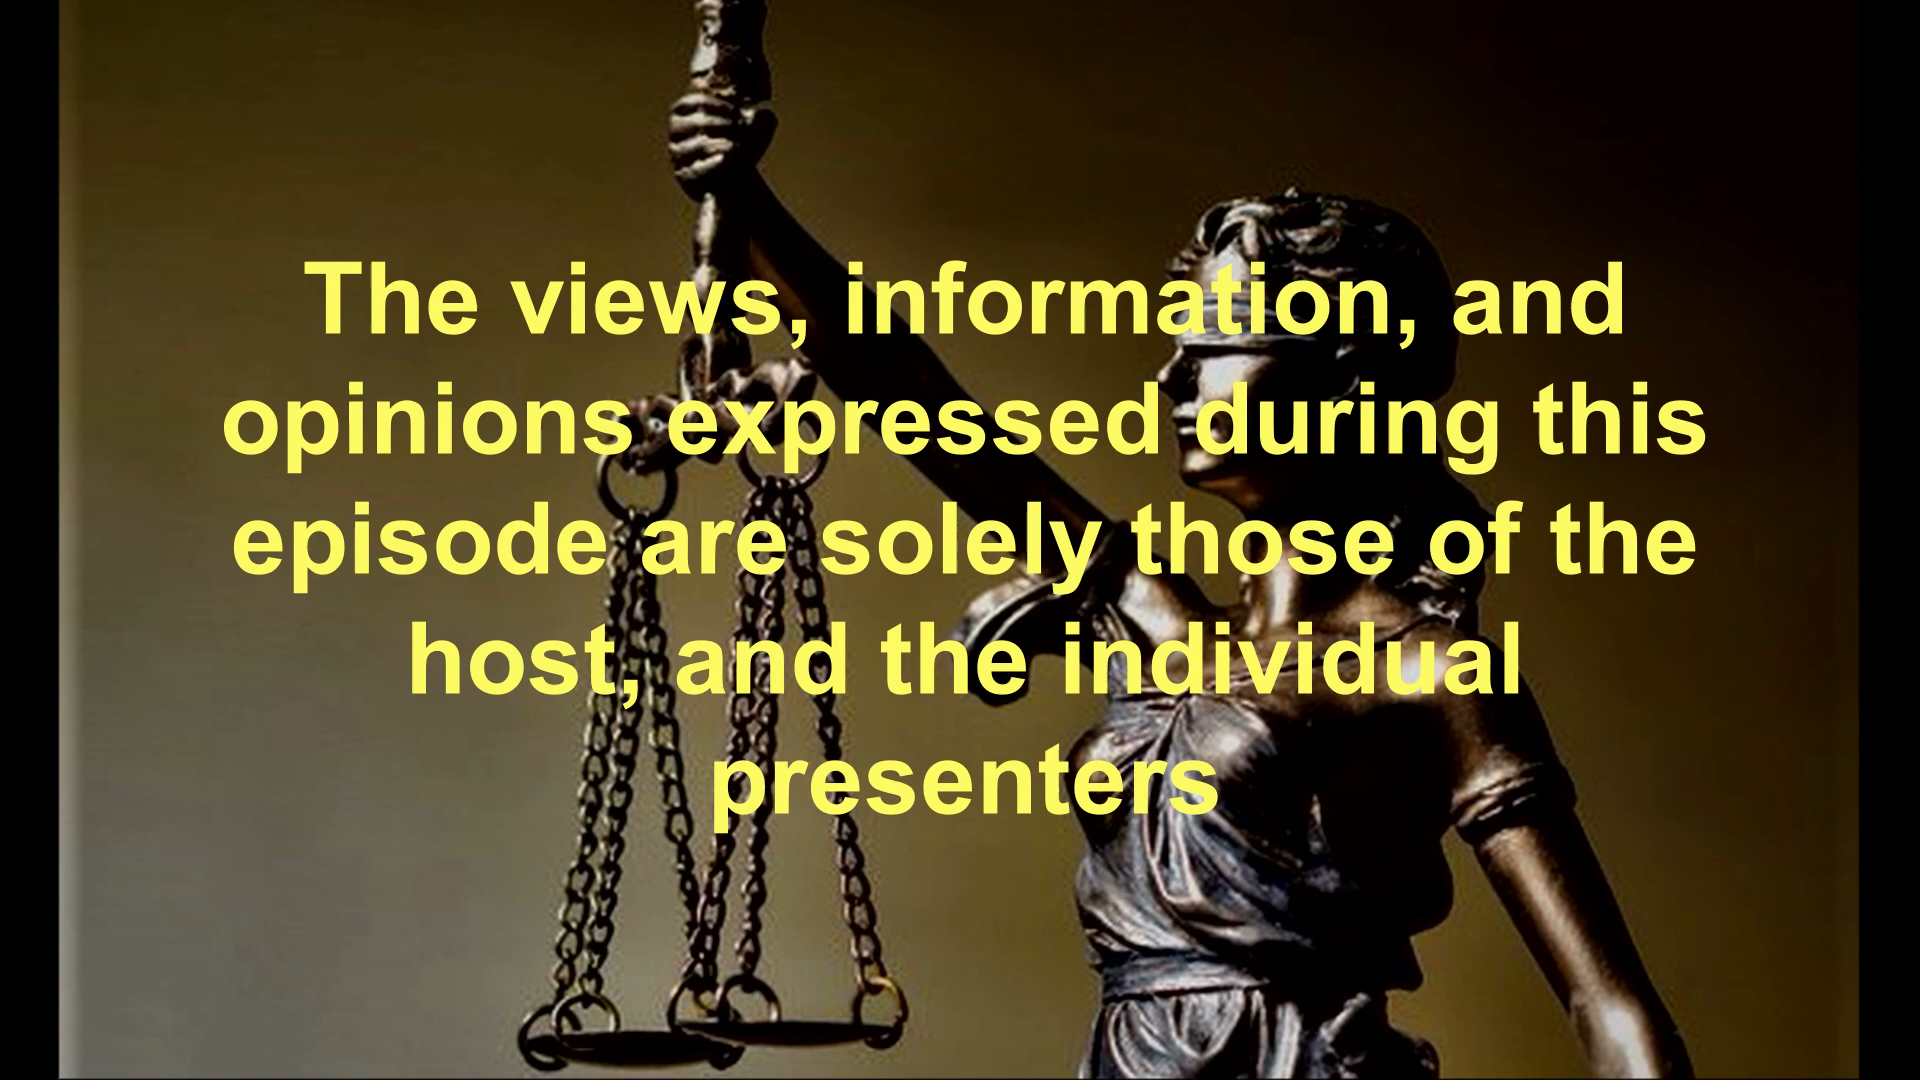 The views, information, and
opinions expressed during this
episode are solely those of the
host, and the individual
presenters